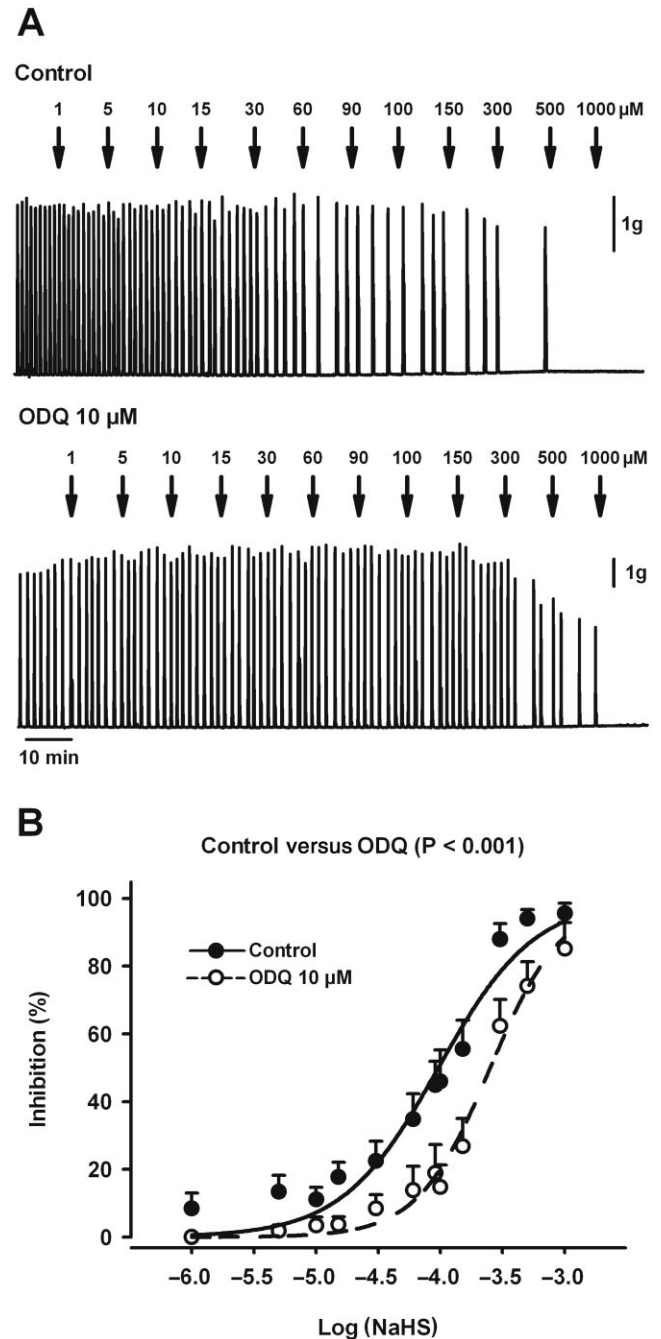 A
Control
1 5 10 15 30 60 90 100 150 300 500 1000 µM
1g
ODQ 10 µM
1 5 10 15 30 60 90 100 150 300 500 1000 µM
1g
10 min
B
Control versus ODQ (P < 0.001)
100
80
60
40
20
0
Control
ODQ 10 µM
Inhibition (%)
−6.0 −5.5 −5.0 −4.5 −4.0 −3.5 −3.0
Log (NaHS)